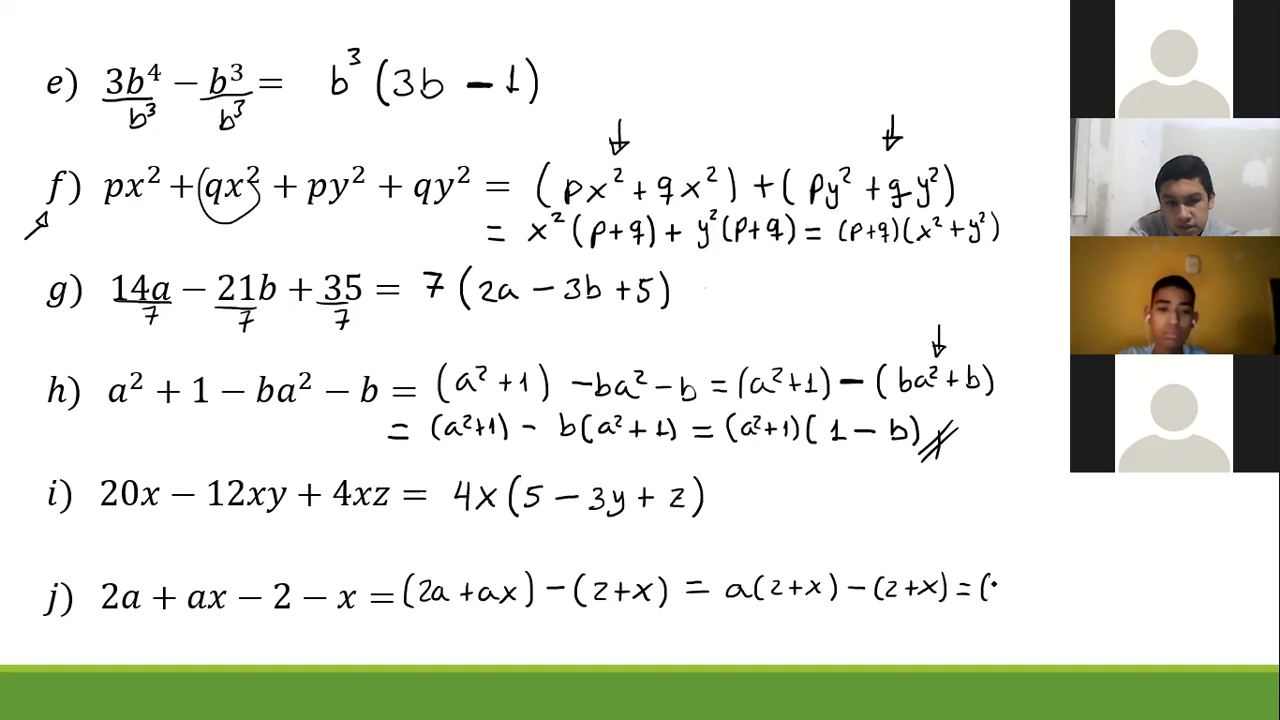 e) 3b⁴/b³ − b³/b³ = b³ (3b − 1)
f) px² + qx² + py² + qy² = (px² + qx²) + (py² + qy²)
= x²(p+q) + y²(p+q) = (p+q)(x² + y²)
g) 14a/7 − 21b/7 + 35/7 = 7 (2a − 3b + 5)
h) a² + 1 − ba² − b = (a² + 1) − ba² − b = (a²+1) − (ba² + b)
= (a²+1) − b(a² + 1) = (a²+1)(1 − b)
i) 20x − 12xy + 4xz = 4x (5 − 3y + z)
j) 2a + ax − 2 − x = (2a + ax) − (2+x) = a(2+x) − (2+x) = (